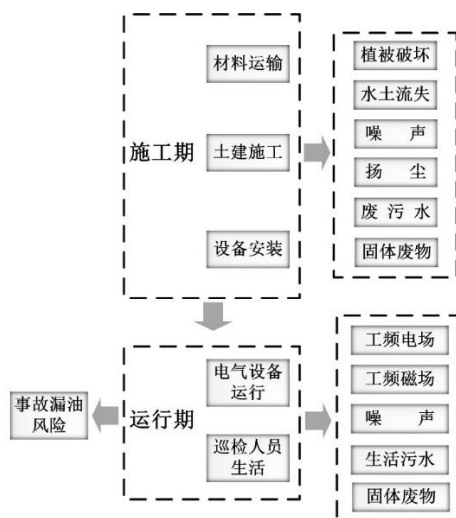 施工期
材料运输
土建施工
设备安装
植被破坏
水土流失
噪 声
扬 尘
废 污 水
固体废物
事故漏油
风险
运行期
电气设备
运行
巡检人员
生活
工频电场
工频磁场
噪 声
生活污水
固体废物